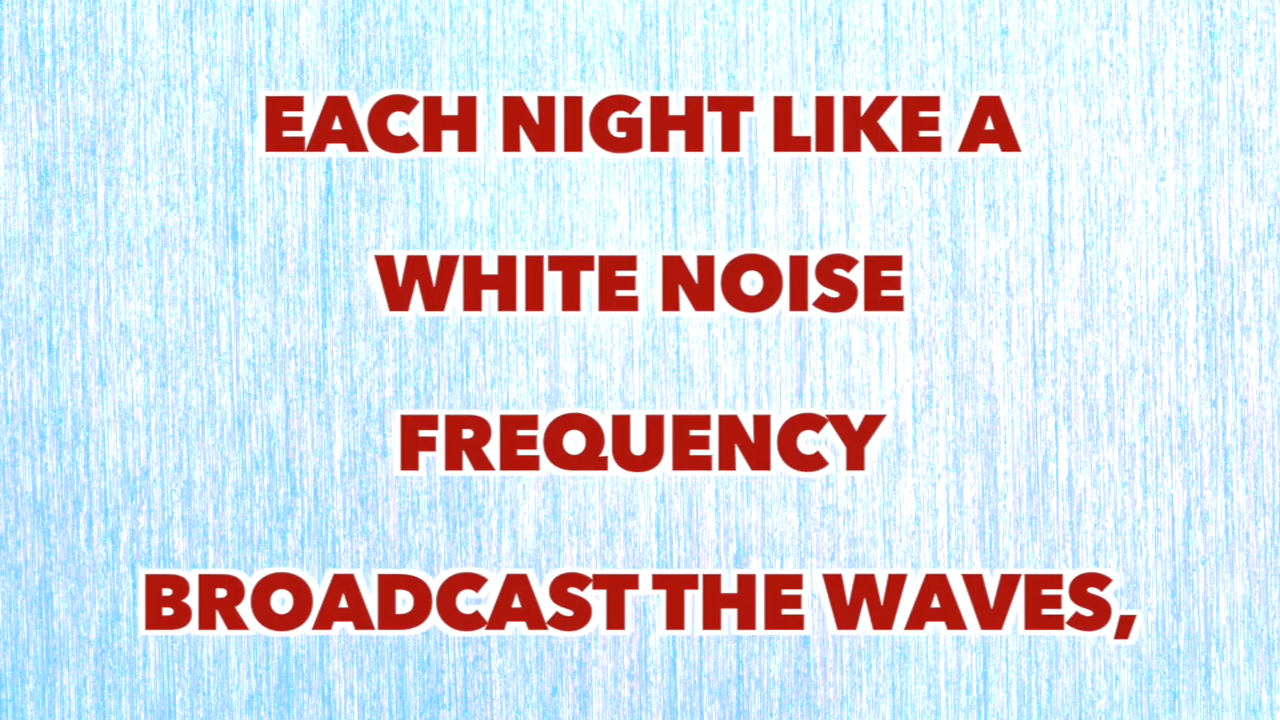 EACH NIGHT LIKE A
WHITE NOISE
FREQUENCY
BROADCAST THE WAVES,